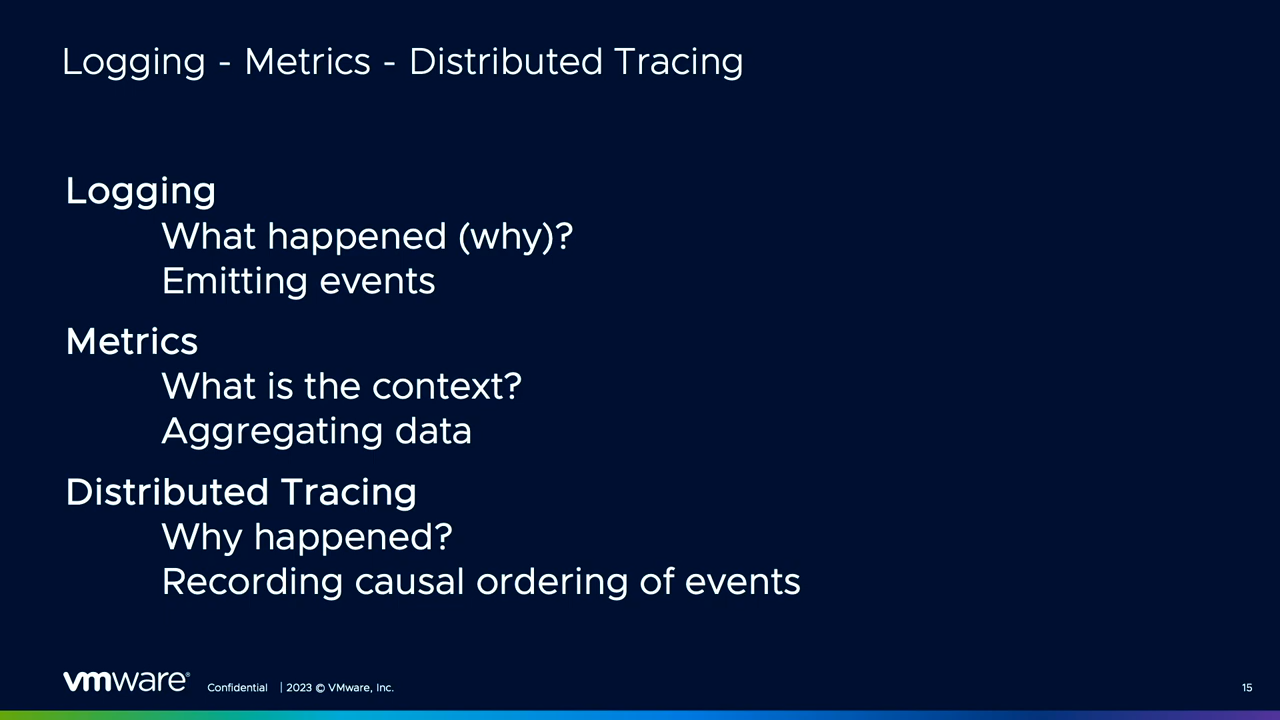 Logging - Metrics - Distributed Tracing
Logging
What happened (why)?
Emitting events
Metrics
What is the context?
Aggregating data
Distributed Tracing
Why happened?
Recording causal ordering of events
vmware® Confidential | 2023 © VMware, Inc. 15